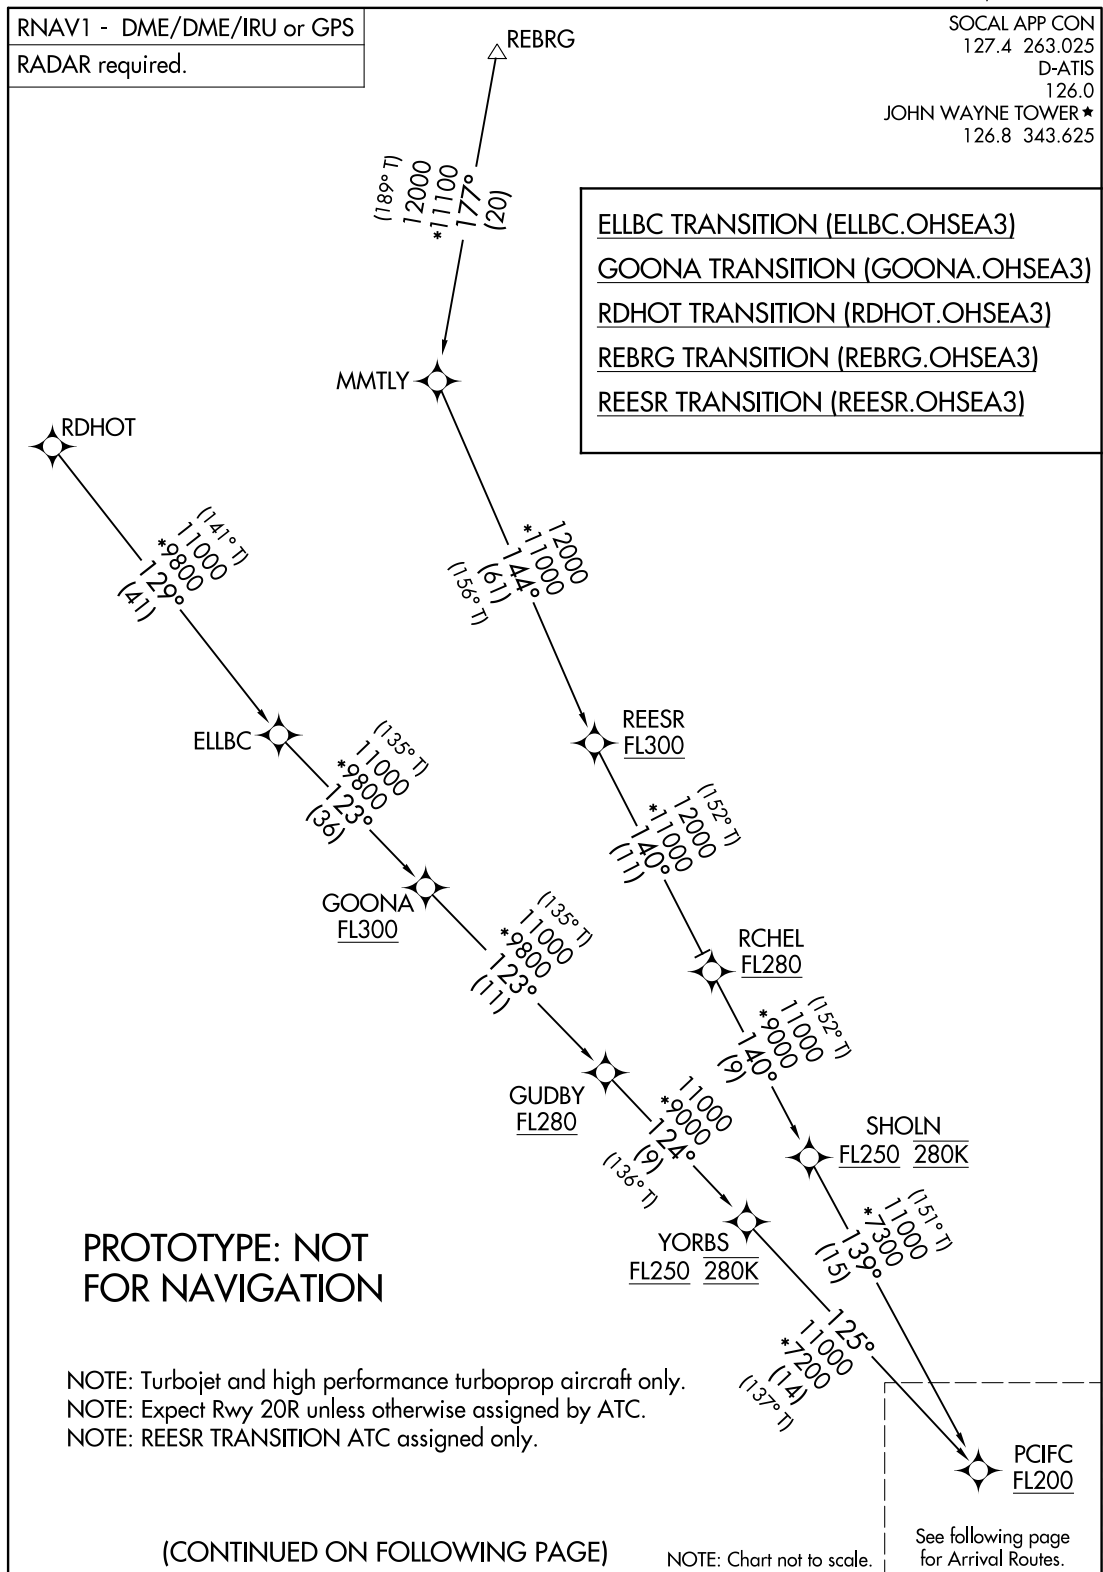 RNAV1 - DME/DME/IRU or GPS
RADAR required.
SOCAL APP CON
127.4 263.025
D-ATIS
126.0
JOHN WAYNE TOWER★
126.8 343.625
REBRG
(189° T)
12000
*11100
177°
(20)
ELLBC TRANSITION (ELLBC.OHSEA3)
GOONA TRANSITION (GOONA.OHSEA3)
RDHOT TRANSITION (RDHOT.OHSEA3)
REBRG TRANSITION (REBRG.OHSEA3)
REESR TRANSITION (REESR.OHSEA3)
MMTLY
RDHOT
(141° T)
11000
*9800
129°
(41)
12000
*11000
144°
(61)
(156° T)
REESR
FL300
ELLBC
(135° T)
11000
*9800
123°
(36)
(152° T)
12000
*11000
140°
(11)
GOONA
FL300
(135° T)
11000
*9800
123°
(11)
RCHEL
FL280
(152° T)
11000
*9000
140°
(9)
GUDBY
FL280
11000
*9000
124°
(9)
(136° T)
SHOLN
FL250 280K
(151° T)
11000
*7300
139°
(15)
YORBS
FL250 280K
125°
11000
*7200
(14)
(137° T)
PROTOTYPE: NOT
FOR NAVIGATION
NOTE: Turbojet and high performance turboprop aircraft only.
NOTE: Expect Rwy 20R unless otherwise assigned by ATC.
NOTE: REESR TRANSITION ATC assigned only.
PCIFC
FL200
See following page
for Arrival Routes.
(CONTINUED ON FOLLOWING PAGE)
NOTE: Chart not to scale.